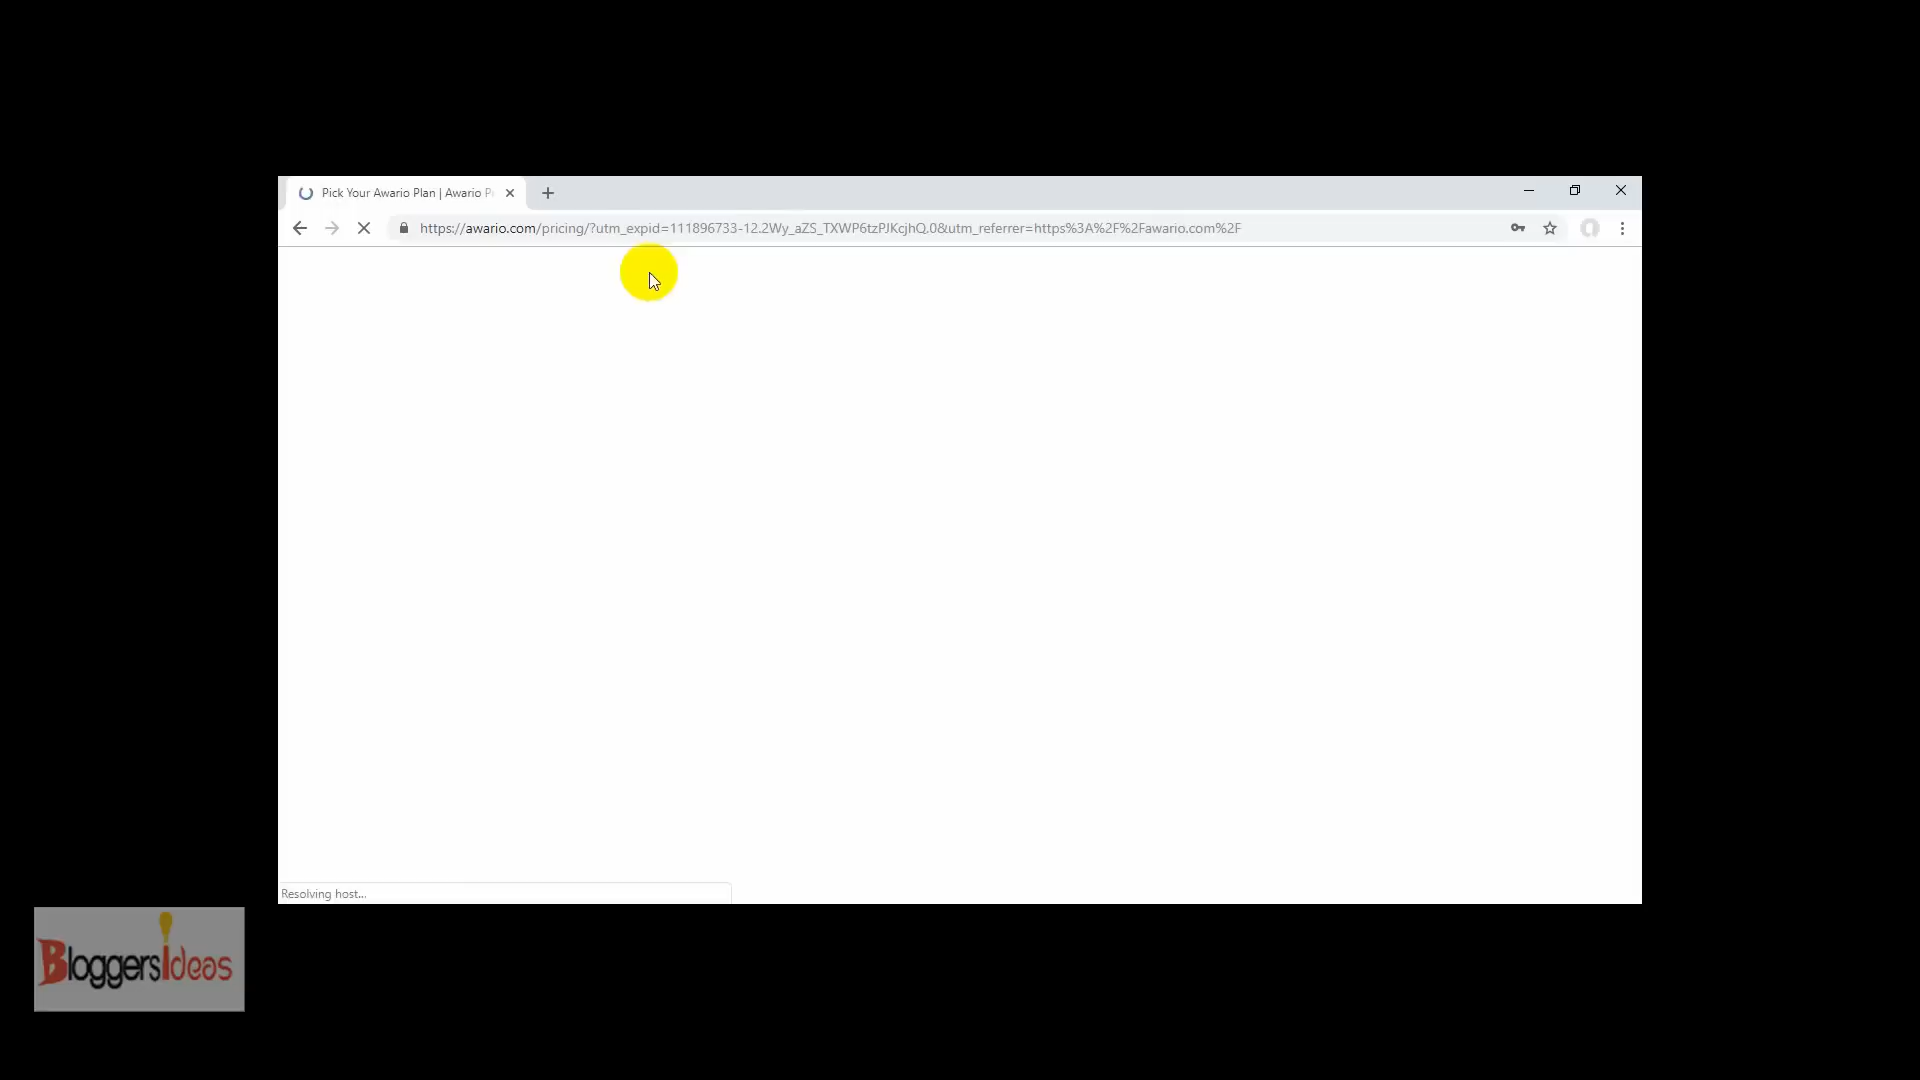 Pick Your Awario Plan | Awario P
https://awario.com/pricing/?utm_expid=111896733-12.2Wy_aZS_TXWP6tzPJKcjhQ.0&utm_referrer=https%3A%2F%2Fawario.com%2F
Resolving host...
BloggersIdeas